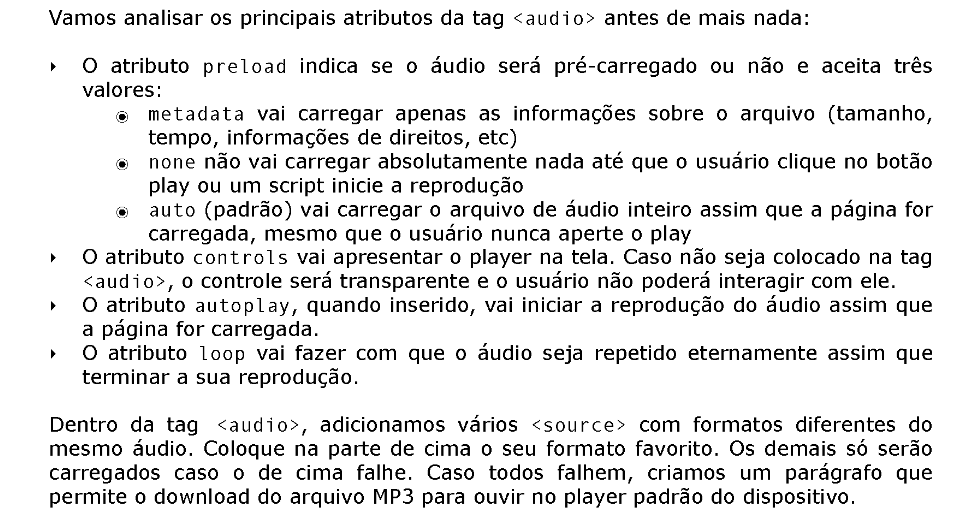 Vamos analisar os principais atributos da tag <audio> antes de mais nada:
‣ O atributo preload indica se o áudio será pré-carregado ou não e aceita três
valores:
◉ metadata vai carregar apenas as informações sobre o arquivo (tamanho,
tempo, informações de direitos, etc)
◉ none não vai carregar absolutamente nada até que o usuário clique no botão
play ou um script inicie a reprodução
◉ auto (padrão) vai carregar o arquivo de áudio inteiro assim que a página for
carregada, mesmo que o usuário nunca aperte o play
‣ O atributo controls vai apresentar o player na tela. Caso não seja colocado na tag
<audio>, o controle será transparente e o usuário não poderá interagir com ele.
‣ O atributo autoplay, quando inserido, vai iniciar a reprodução do áudio assim que
a página for carregada.
‣ O atributo loop vai fazer com que o áudio seja repetido eternamente assim que
terminar a sua reprodução.
Dentro da tag <audio>, adicionamos vários <source> com formatos diferentes do
mesmo áudio. Coloque na parte de cima o seu formato favorito. Os demais só serão
carregados caso o de cima falhe. Caso todos falhem, criamos um parágrafo que
permite o download do arquivo MP3 para ouvir no player padrão do dispositivo.